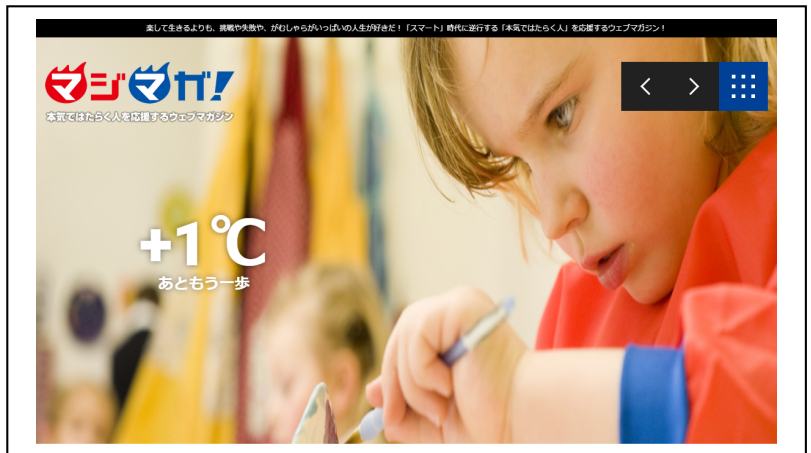 楽して生きるよりも、挑戦や失敗や、がむしゃらがいっぱいの人生が好きだ！「スマート」時代に逆行する「本気ではたらく人」を応援するウェブマガジン！
マジマガ！
本気ではたらく人を応援するウェブマガジン
+1℃
あともう一歩